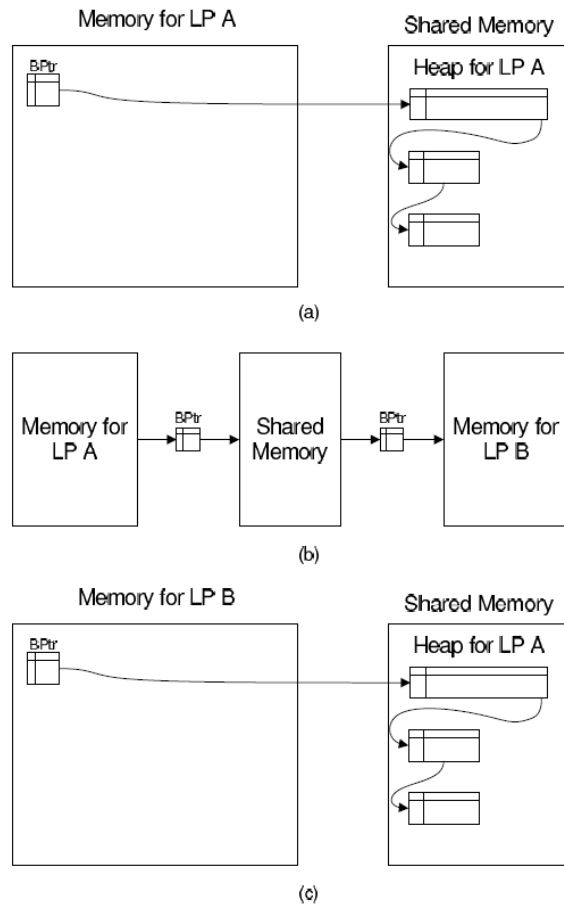 Memory for LP A
Shared Memory
BPtr
Heap for LP A
(a)
Memory for
LP A
BPtr
Shared
Memory
BPtr
Memory for
LP B
(b)
Memory for LP B
Shared Memory
BPtr
Heap for LP A
(c)